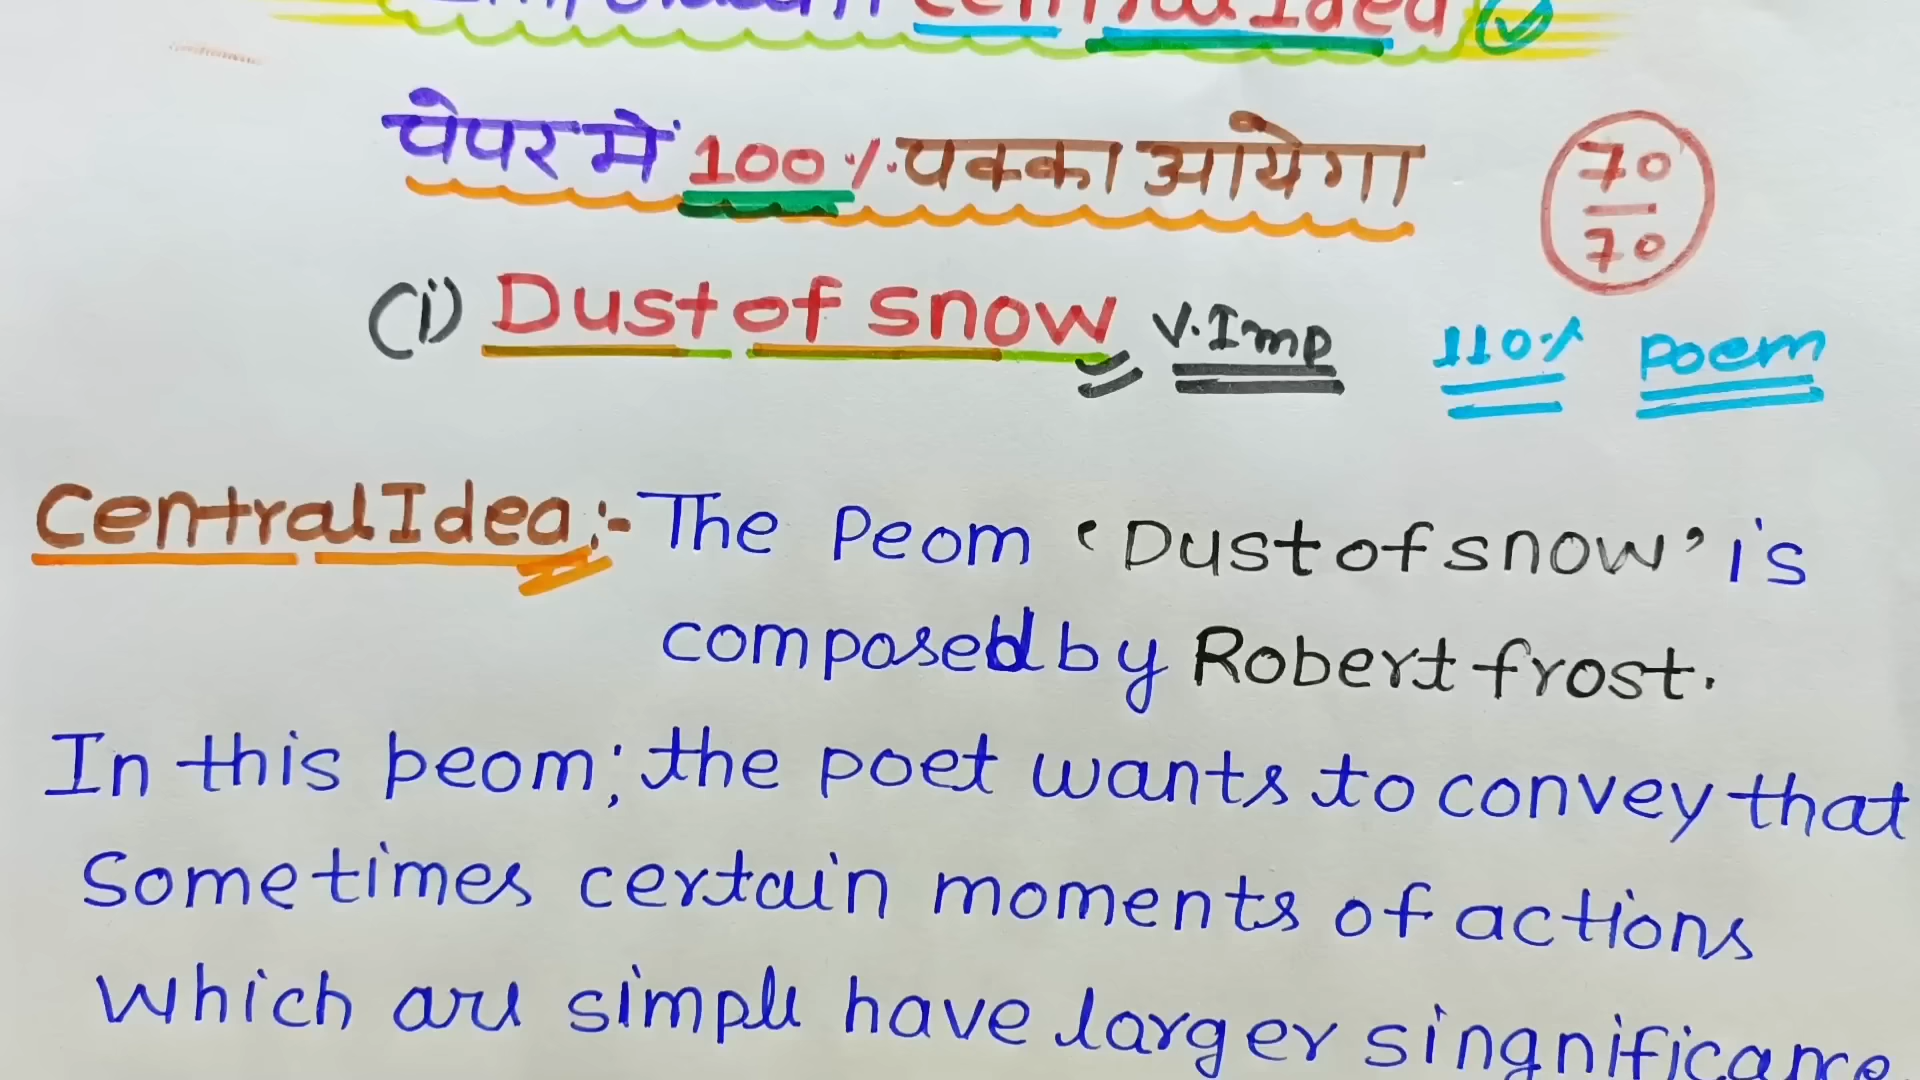 Central Idea
पेपर में 100% पक्का आयेगा
70
70
(i) Dust of snow V.Imp 110% Poem
Central Idea:- The Peom ‘Dust of snow’ is
composed by Robert frost.
In this peom; the poet wants to convey that
Sometimes certain moments of actions
which are simple have larger singnificance